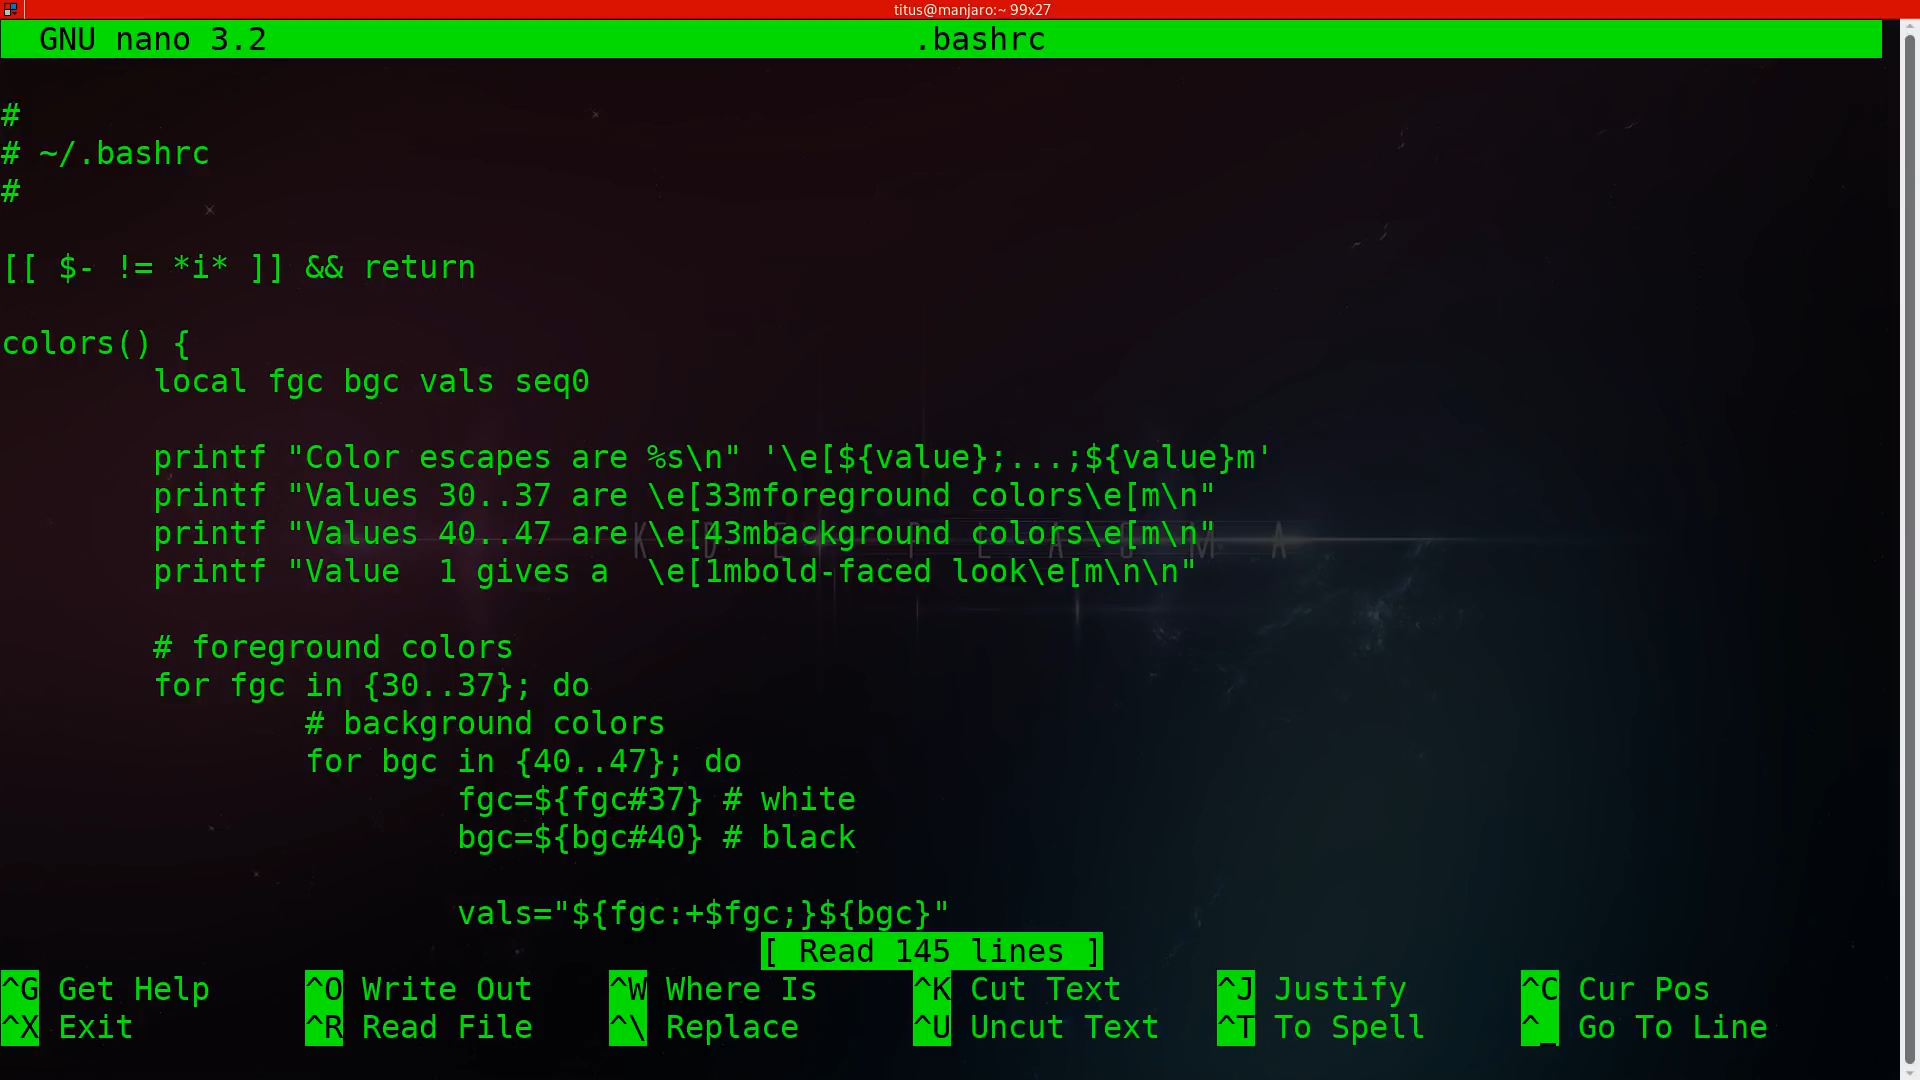 titus@manjaro:~ 99x27
GNU nano 3.2 .bashrc
#
# ~/.bashrc
#
[[ $- != *i* ]] && return
colors() {
        local fgc bgc vals seq0
        printf "Color escapes are %s\n" '\e[${value};...;${value}m'
        printf "Values 30..37 are \e[33mforeground colors\e[m\n"
        printf "Values 40..47 are \e[43mbackground colors\e[m\n"
KDE PLASMA
        printf "Value  1 gives a  \e[1mbold-faced look\e[m\n\n"
        # foreground colors
        for fgc in {30..37}; do
                # background colors
                for bgc in {40..47}; do
                        fgc=${fgc#37} # white
                        bgc=${bgc#40} # black
                        vals="${fgc:+$fgc;}${bgc}"
[ Read 145 lines ]
^G Get Help ^O Write Out ^W Where Is ^K Cut Text ^J Justify ^C Cur Pos
^X Exit ^R Read File ^\ Replace ^U Uncut Text ^T To Spell ^_ Go To Line